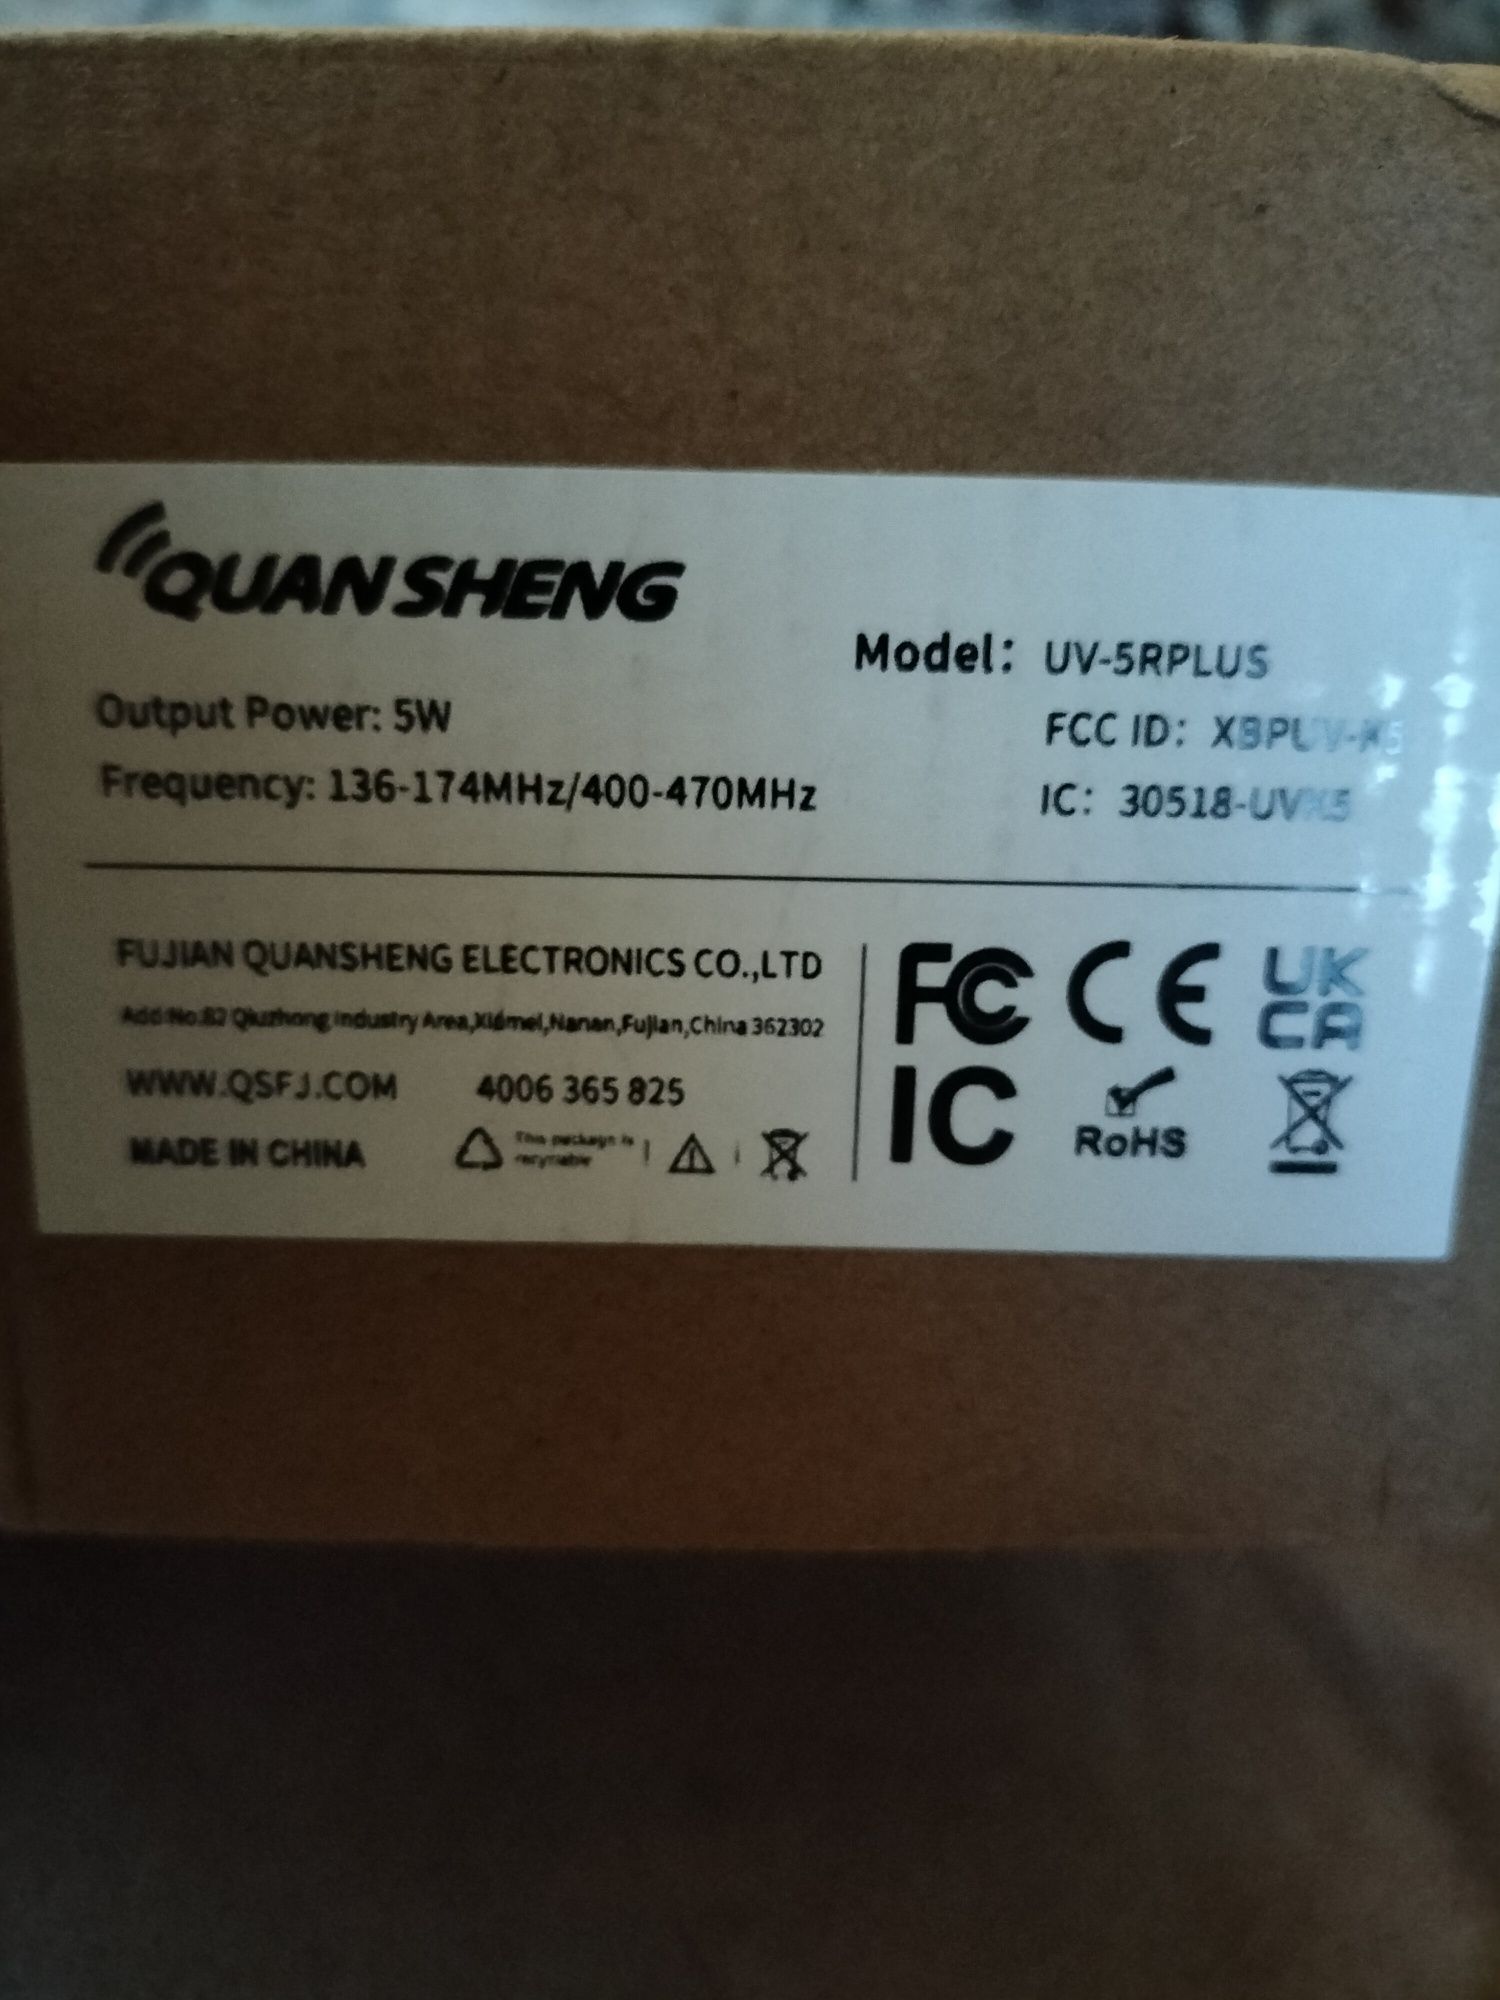 QUANSHENG
Model: UV-5RPLUS
Output Power: 5W
FCC ID: XBPUV-K5
Frequency: 136-174MHz/400-470MHz
IC: 30518-UVK5
FUJIAN QUANSHENG ELECTRONICS CO.,LTD
Add:No.82 Qiuzhong Industry Area,Xidmei,Nanan,Fujian,China 362302
WWW.QSFJ.COM 4006 365 825
MADE IN CHINA
This package is
recyclable
FC CE UK
CA
IC RoHS